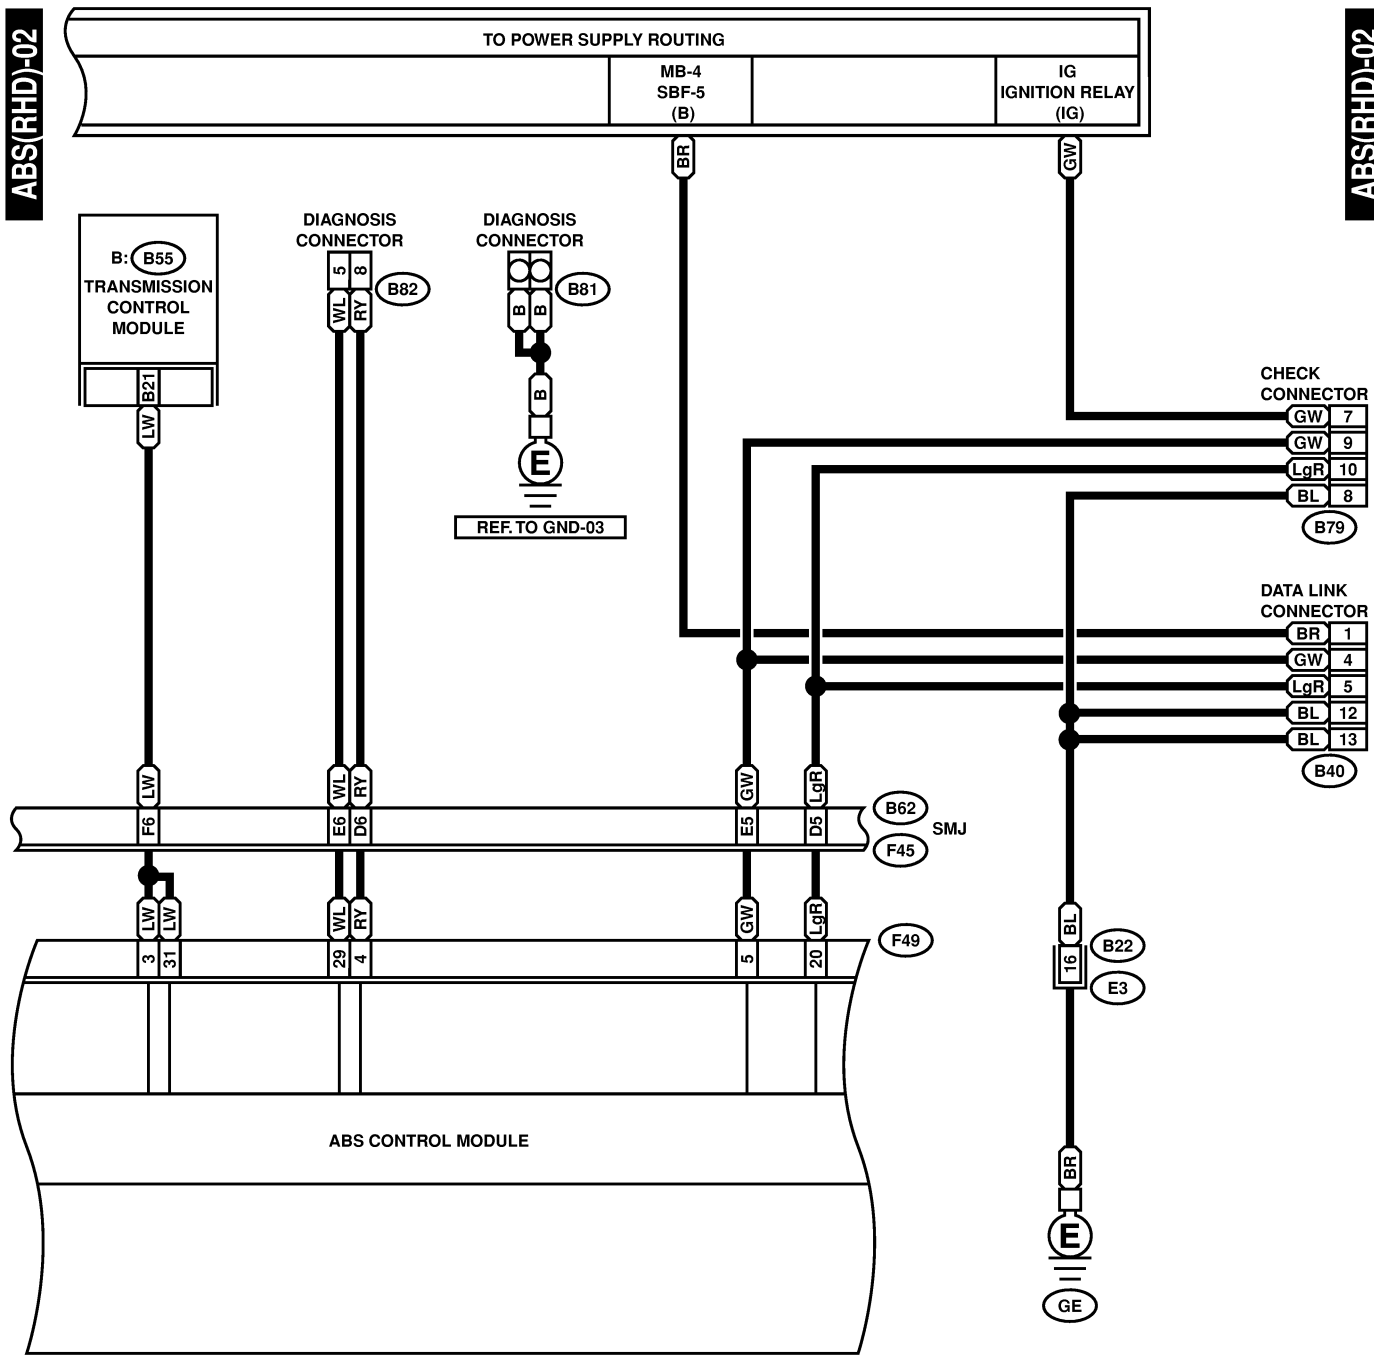 ABS(RHD)-02
ABS(RHD)-02
TO POWER SUPPLY ROUTING
MB-4
SBF-5
(B)
IG
IGNITION RELAY
(IG)
BR
GW
B: B55
TRANSMISSION
CONTROL
MODULE
B21
LW
DIAGNOSIS
CONNECTOR
5 8
B82
WL RY
DIAGNOSIS
CONNECTOR
B81
B B
B
E
REF. TO GND-03
CHECK
CONNECTOR
GW 7
GW 9
LgR 10
BL 8
B79
DATA LINK
CONNECTOR
BR 1
GW 4
LgR 5
BL 12
BL 13
B40
LW WL RY GW LgR
F6 E6 D6 E5 D5
B62
SMJ
F45
LW LW WL RY GW LgR
F49
3 31 29 4 5 20
BL
16
B22
E3
ABS CONTROL MODULE
BR
E
GE